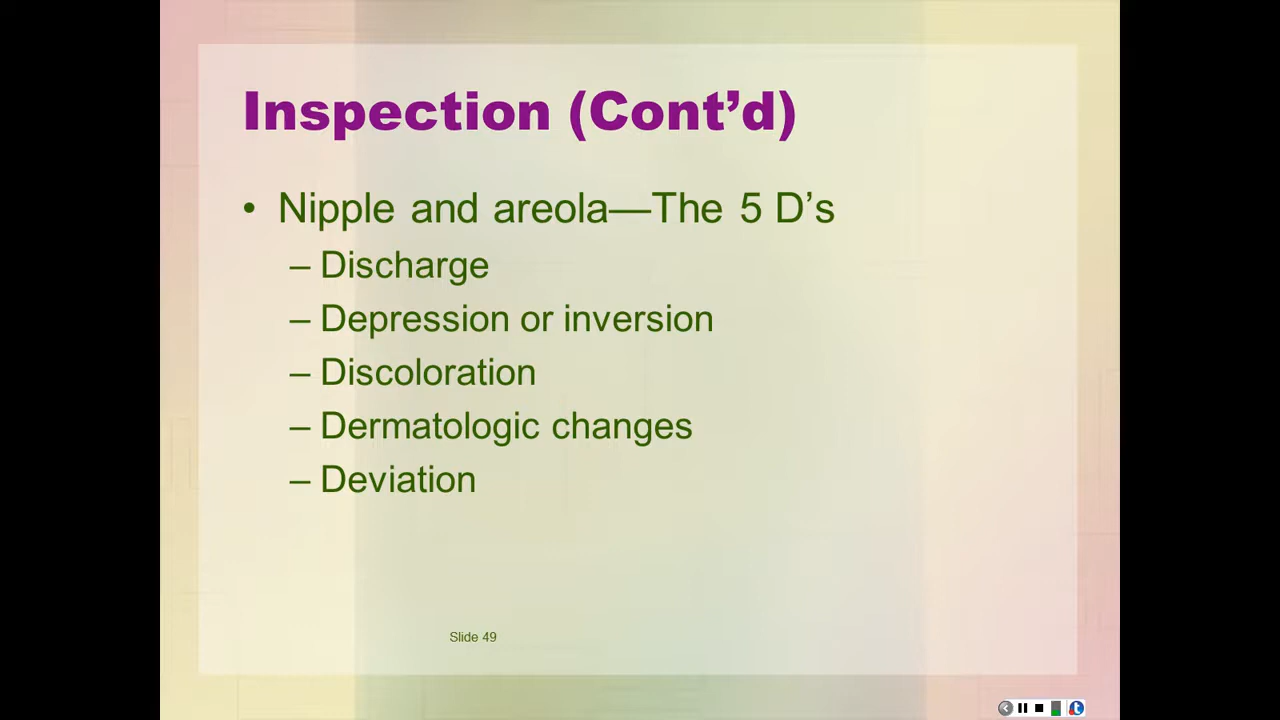 Inspection (Cont’d)
• Nipple and areola—The 5 D’s
– Discharge
– Depression or inversion
– Discoloration
– Dermatologic changes
– Deviation
Slide 49